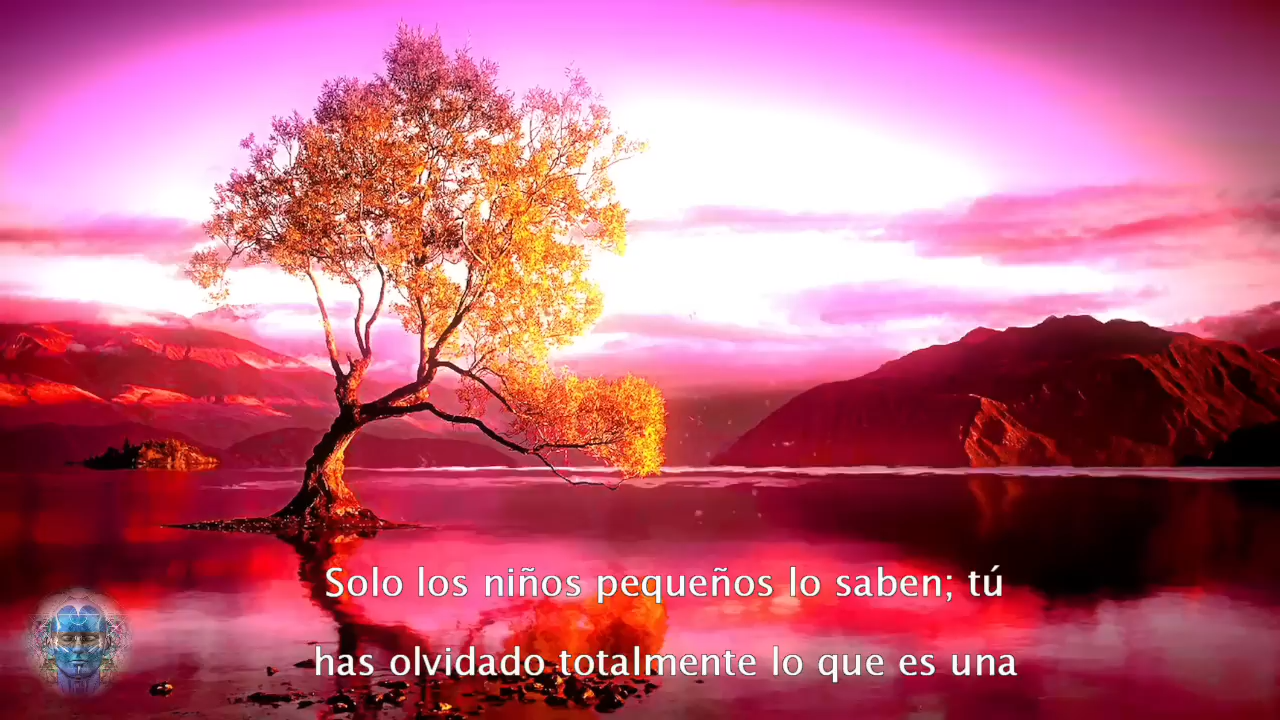 Solo los niños pequeños lo saben; tú
has olvidado totalmente lo que es una